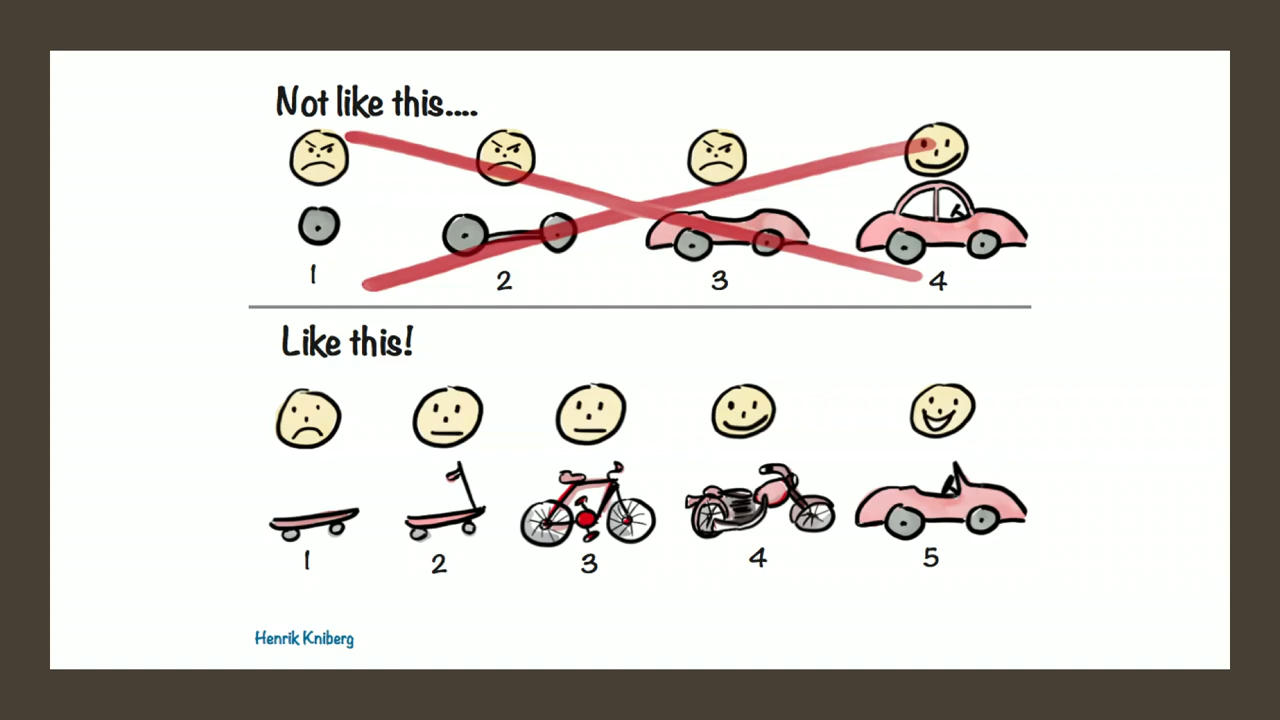 Not like this....
1 2 3 4
Like this!
1 2 3 4 5
Henrik Kniberg